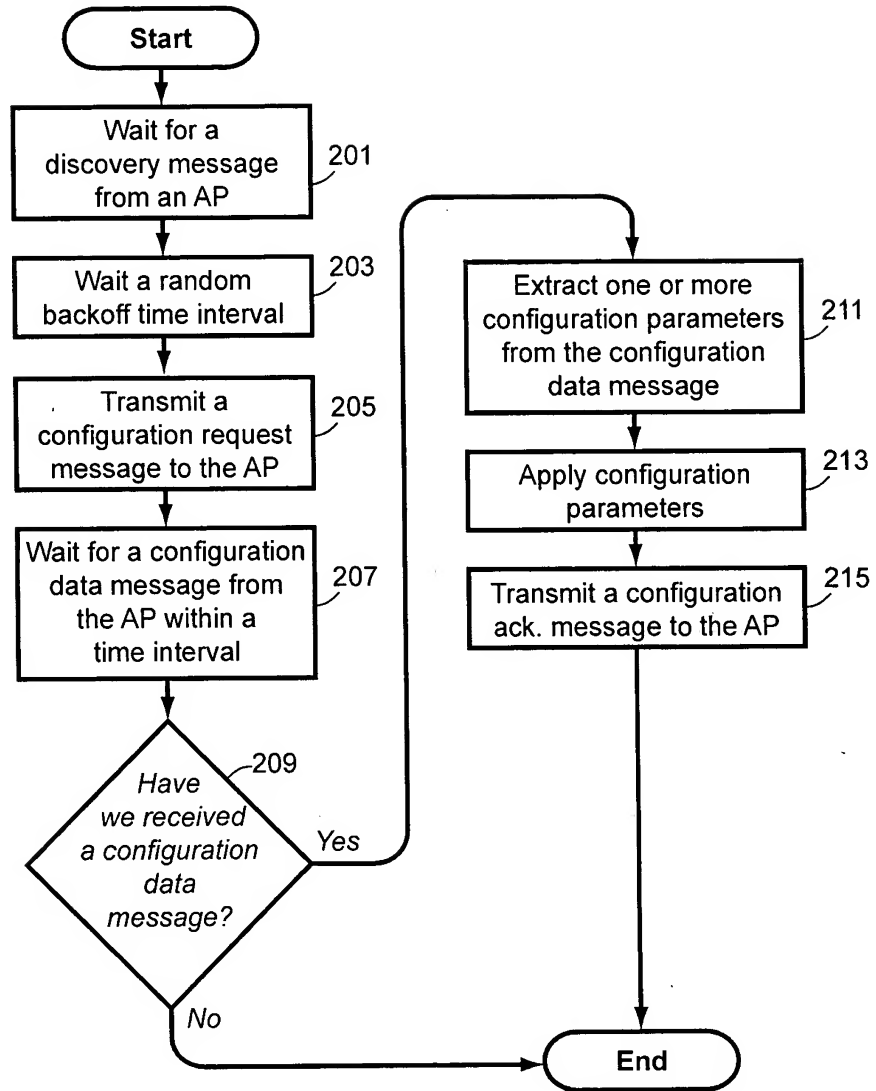 Start
Wait for a
discovery message
from an AP
201
Wait a random
backoff time interval
203
Transmit a
configuration request
message to the AP
205
Wait for a configuration
data message from
the AP within a
time interval
207
Have
we received
a configuration
data
message?
209
Yes
No
Extract one or more
configuration parameters
from the configuration
data message
211
Apply configuration
parameters
213
Transmit a configuration
ack. message to the AP
215
End